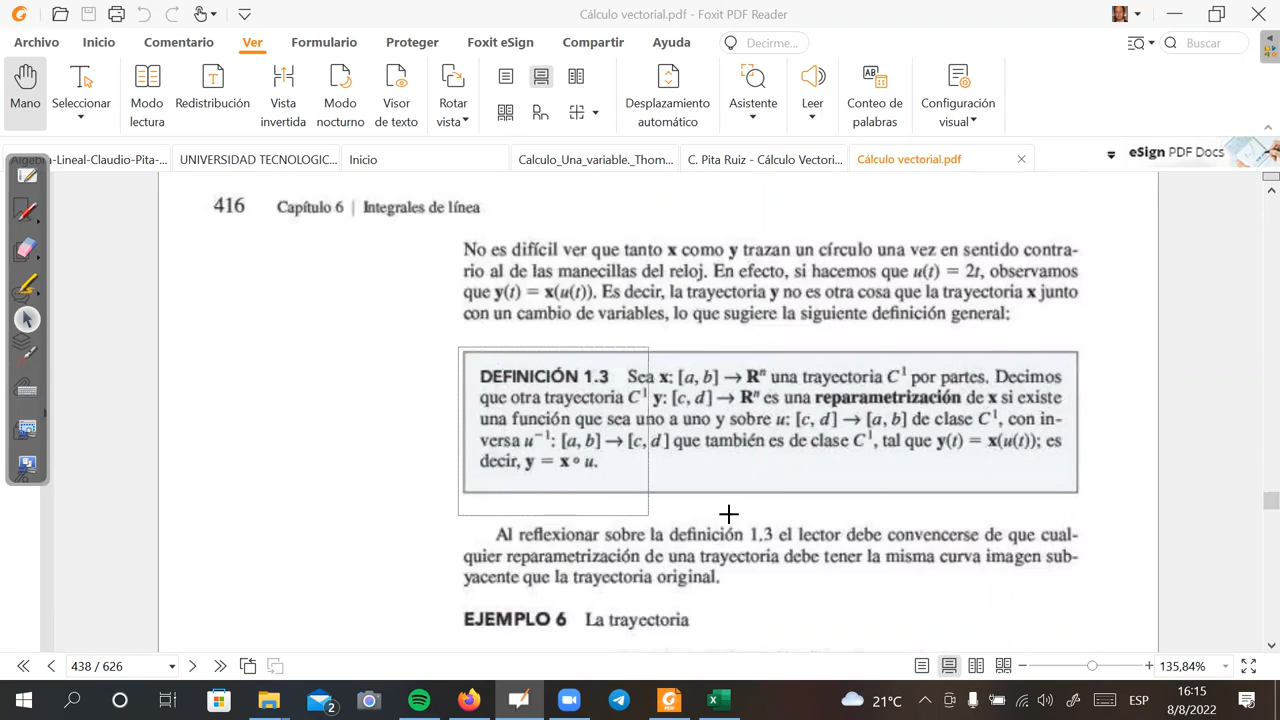 Cálculo vectorial.pdf - Foxit PDF Reader
Archivo Inicio Comentario Ver Formulario Proteger Foxit eSign Compartir Ayuda Decirme... Buscar
Mano Seleccionar Modo lectura Redistribución Vista invertida Modo nocturno Visor de texto Rotar vista Desplazamiento automático Asistente Leer Conteo de palabras Configuración visual
Algebra-Lineal-Claudio-Pita-... UNIVERSIDAD TECNOLOGIC... Inicio Calculo_Una_variable._Thom... C. Pita Ruiz - Cálculo Vectori... Cálculo vectorial.pdf eSign PDF Docs
416 Capítulo 6 | Integrales de línea
No es difícil ver que tanto x como y trazan un círculo una vez en sentido contra-
rio al de las manecillas del reloj. En efecto, si hacemos que u(t) = 2t, observamos
que y(t) = x(u(t)). Es decir, la trayectoria y no es otra cosa que la trayectoria x junto
con un cambio de variables, lo que sugiere la siguiente definición general:
DEFINICIÓN 1.3 Sea x: [a, b] → Rⁿ una trayectoria C¹ por partes. Decimos
que otra trayectoria C¹ y: [c, d] → Rⁿ es una reparametrización de x si existe
una función que sea uno a uno y sobre u: [c, d] → [a, b] de clase C¹, con in-
versa u⁻¹: [a, b] → [c, d] que también es de clase C¹, tal que y(t) = x(u(t)); es
decir, y = x ∘ u.
Al reflexionar sobre la definición 1.3 el lector debe convencerse de que cual-
quier reparametrización de una trayectoria debe tener la misma curva imagen sub-
yacente que la trayectoria original.
EJEMPLO 6 La trayectoria
438 / 626 135,84%
2 PDF 21°C ESP 16:15
8/8/2022